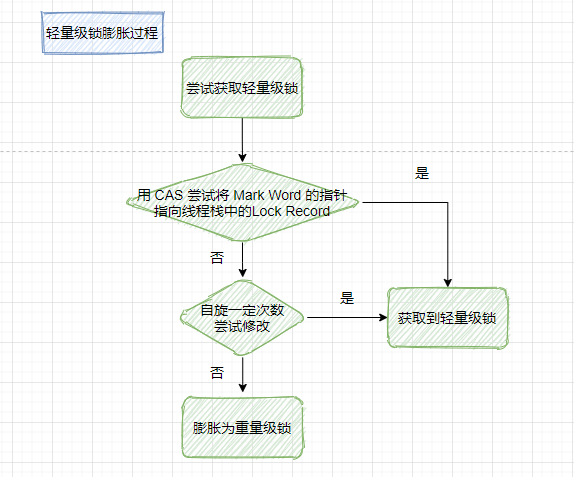 轻量级锁膨胀过程
尝试获取轻量级锁
用 CAS 尝试将 Mark Word 的指针
指向线程栈中的Lock Record
是
否
自旋一定次数
尝试修改
是
获取到轻量级锁
否
膨胀为重量级锁